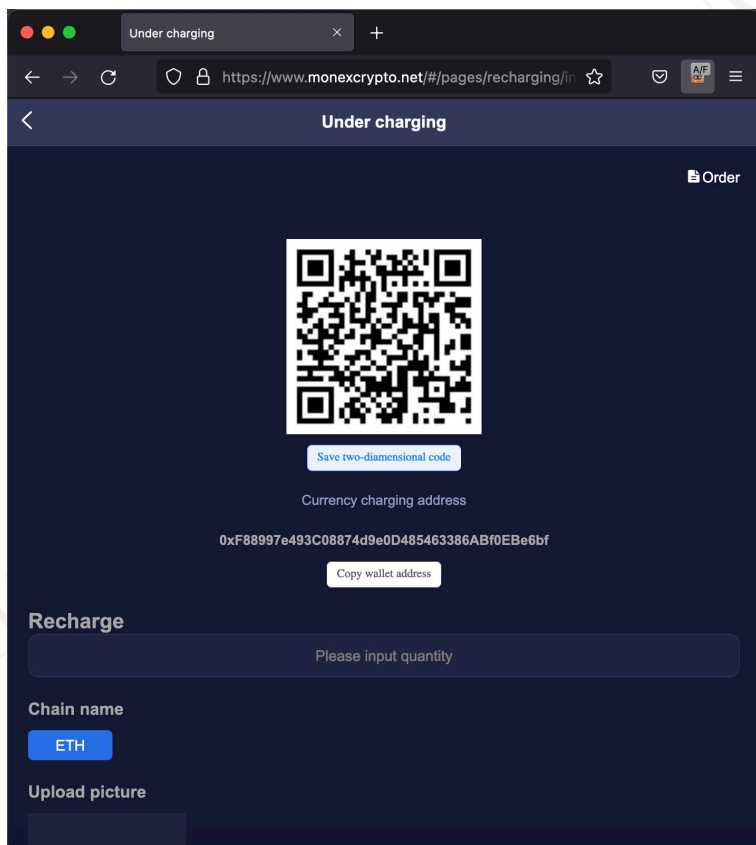 Under charging
https://www.monexcrypto.net/#/pages/recharging/in
A/F
Under charging
Order
Save two-diamensional code
Currency charging address
0xF88997e493C08874d9e0D485463386ABf0EBe6bf
Copy wallet address
Recharge
Please input quantity
Chain name
ETH
Upload picture